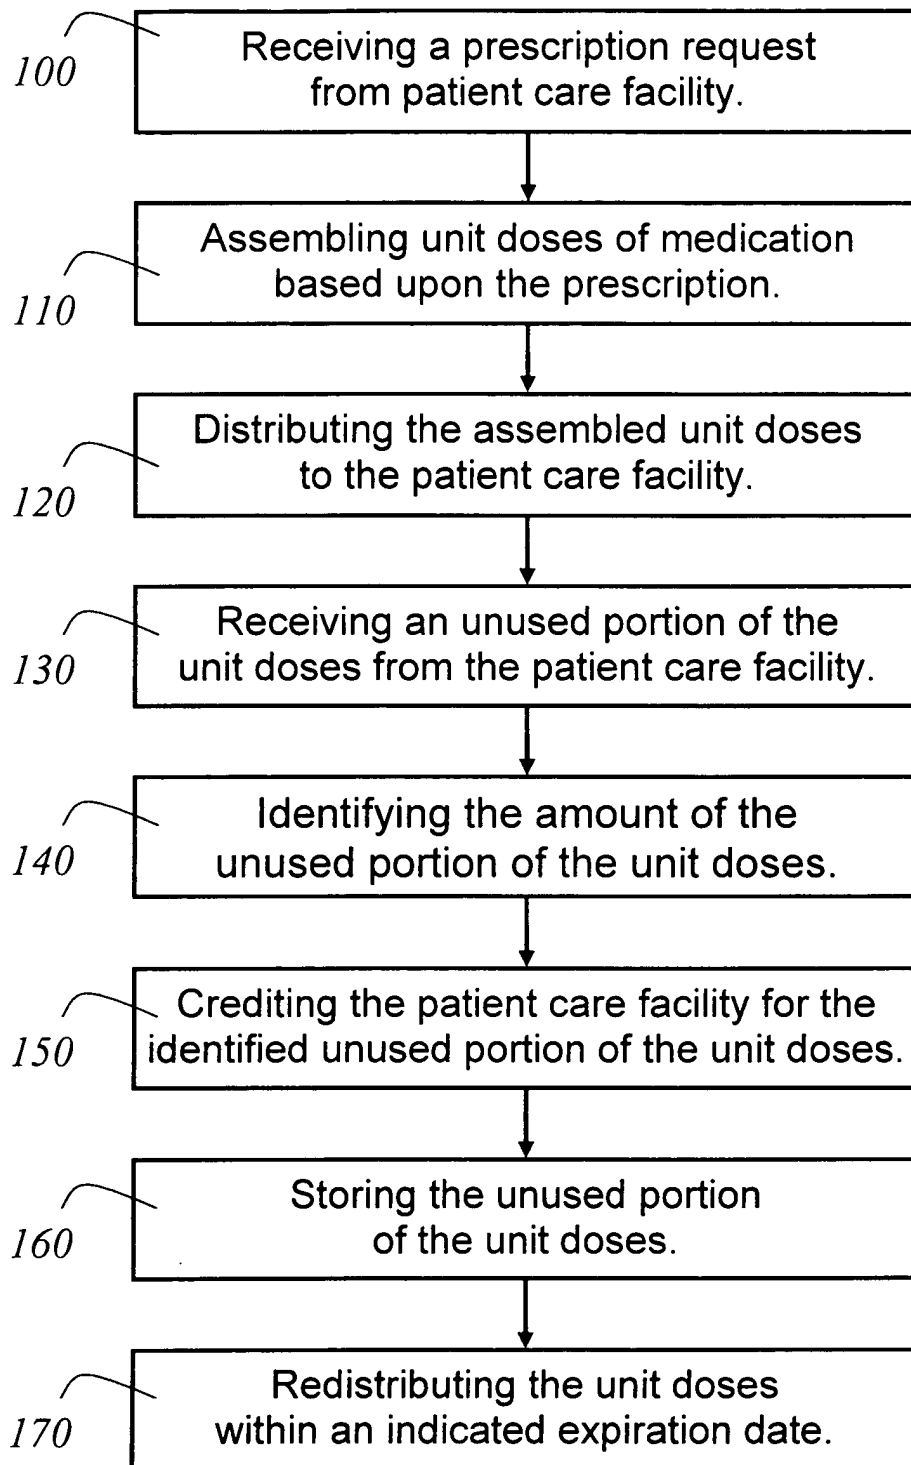 Receiving a prescription request
from patient care facility.
100
Assembling unit doses of medication
based upon the prescription.
110
Distributing the assembled unit doses
to the patient care facility.
120
Receiving an unused portion of the
unit doses from the patient care facility.
130
Identifying the amount of the
unused portion of the unit doses.
140
Crediting the patient care facility for the
identified unused portion of the unit doses.
150
Storing the unused portion
of the unit doses.
160
Redistributing the unit doses
within an indicated expiration date.
170